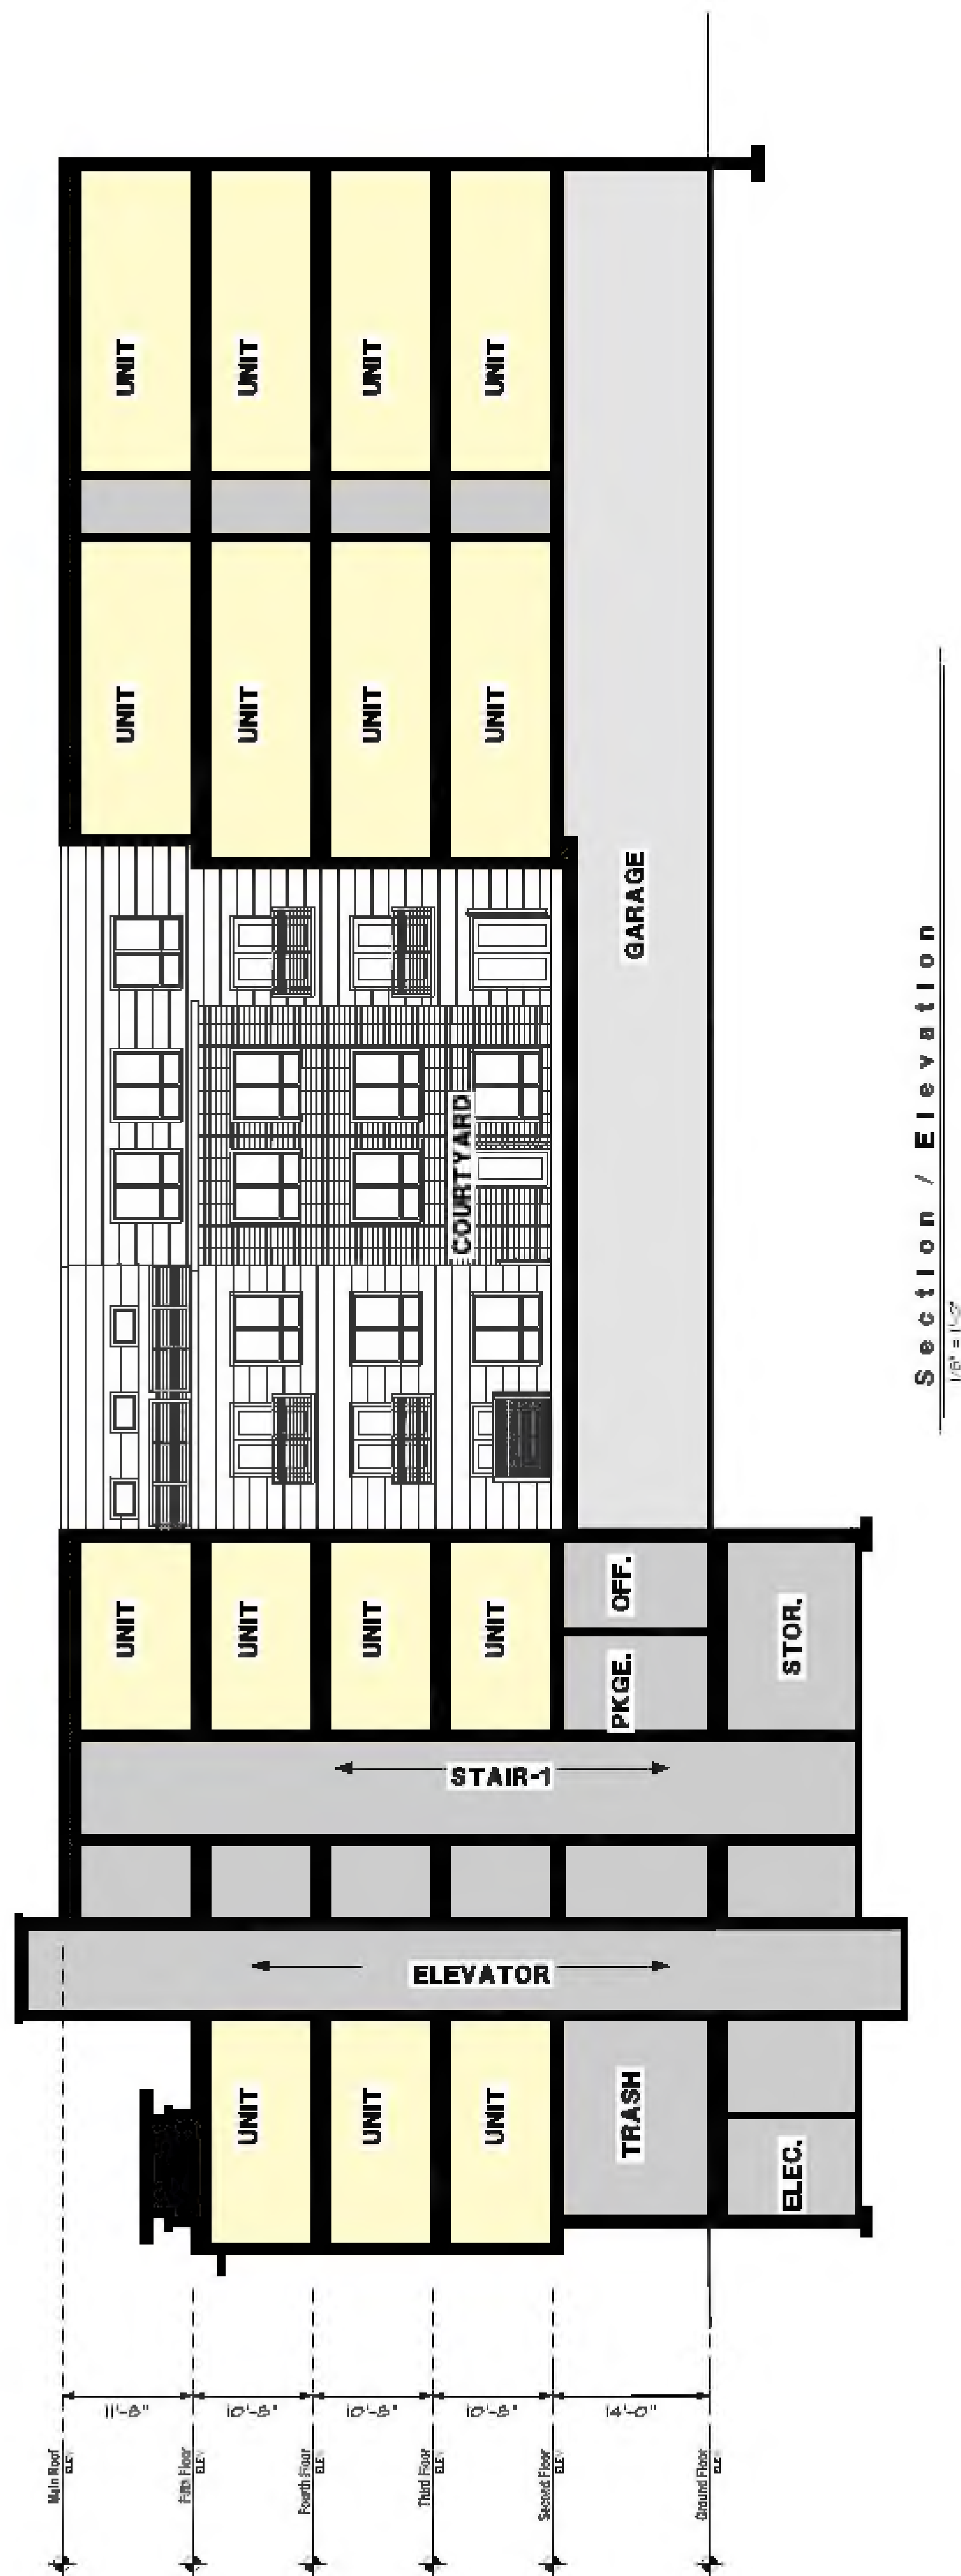 Main Roof
11'-8"
UNIT UNIT UNIT
Fifth Floor
10'-8"
UNIT UNIT UNIT UNIT
Fourth Floor
10'-8"
UNIT UNIT UNIT UNIT
Third Floor
10'-8"
ELEVATOR STAIR-1 COURTYARD
UNIT UNIT UNIT UNIT
Second Floor
14'-0"
TRASH PKGE. OFF. GARAGE
Ground Floor
ELEC. STOR.
Section / Elevation